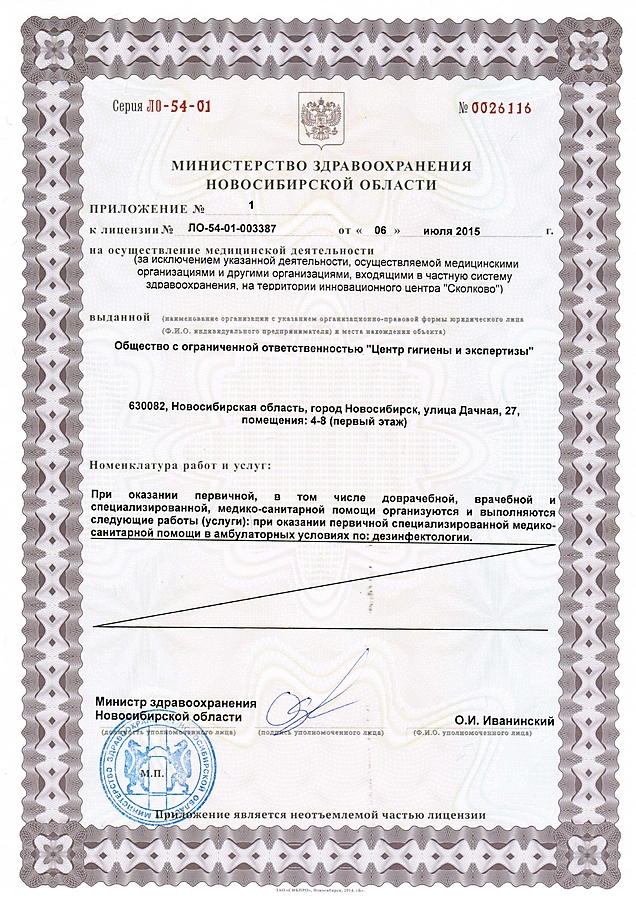 Серия ЛО-54-01
№ 0026116
МИНИСТЕРСТВО ЗДРАВООХРАНЕНИЯ
НОВОСИБИРСКОЙ ОБЛАСТИ
ПРИЛОЖЕНИЕ № 1
к лицензии № ЛО-54-01-003387 от « 06 » июля 2015 г.
на осуществление медицинской деятельности
(за исключением указанной деятельности, осуществляемой медицинскими
организациями и другими организациями, входящими в частную систему
здравоохранения, на территории инновационного центра "Сколково")
выданной (наименование организации с указанием организационно-правовой формы юридического лица
(Ф.И.О. индивидуального предпринимателя) и места нахождения объекта)
Общество с ограниченной ответственностью "Центр гигиены и экспертизы"
630082, Новосибирская область, город Новосибирск, улица Дачная, 27,
помещения: 4-8 (первый этаж)
Номенклатура работ и услуг:
При оказании первичной, в том числе доврачебной, врачебной и
специализированной, медико-санитарной помощи организуются и выполняются
следующие работы (услуги): при оказании первичной специализированной медико-
санитарной помощи в амбулаторных условиях по: дезинфектологии.
Министр здравоохранения
Новосибирской области
О.И. Иванинский
(должность уполномоченного лица) (подпись уполномоченного лица) (Ф.И.О. уполномоченного лица)
МИНИСТЕРСТВО ЗДРАВООХРАНЕНИЯ НОВОСИБИРСКОЙ ОБЛАСТИ
М.П.
Приложение является неотъемлемой частью лицензии